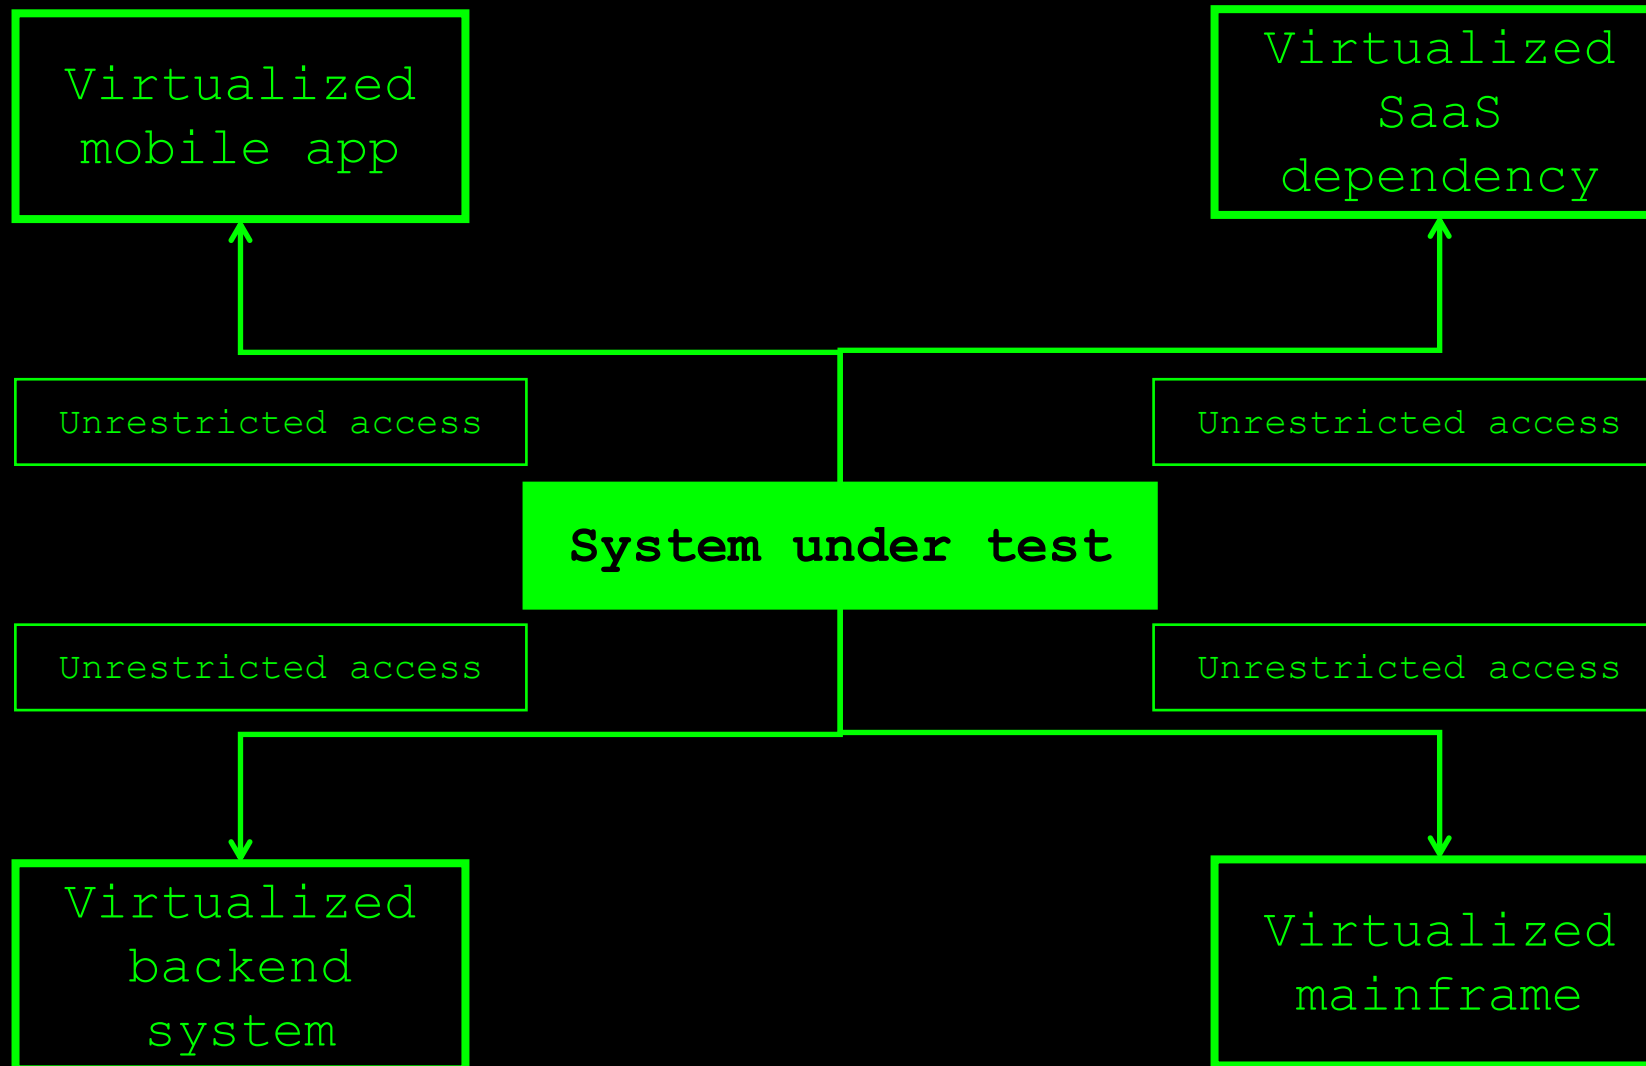 Virtualized
mobile app
Virtualized
SaaS
dependency
Unrestricted access
Unrestricted access
System under test
Unrestricted access
Unrestricted access
Virtualized
backend
system
Virtualized
mainframe